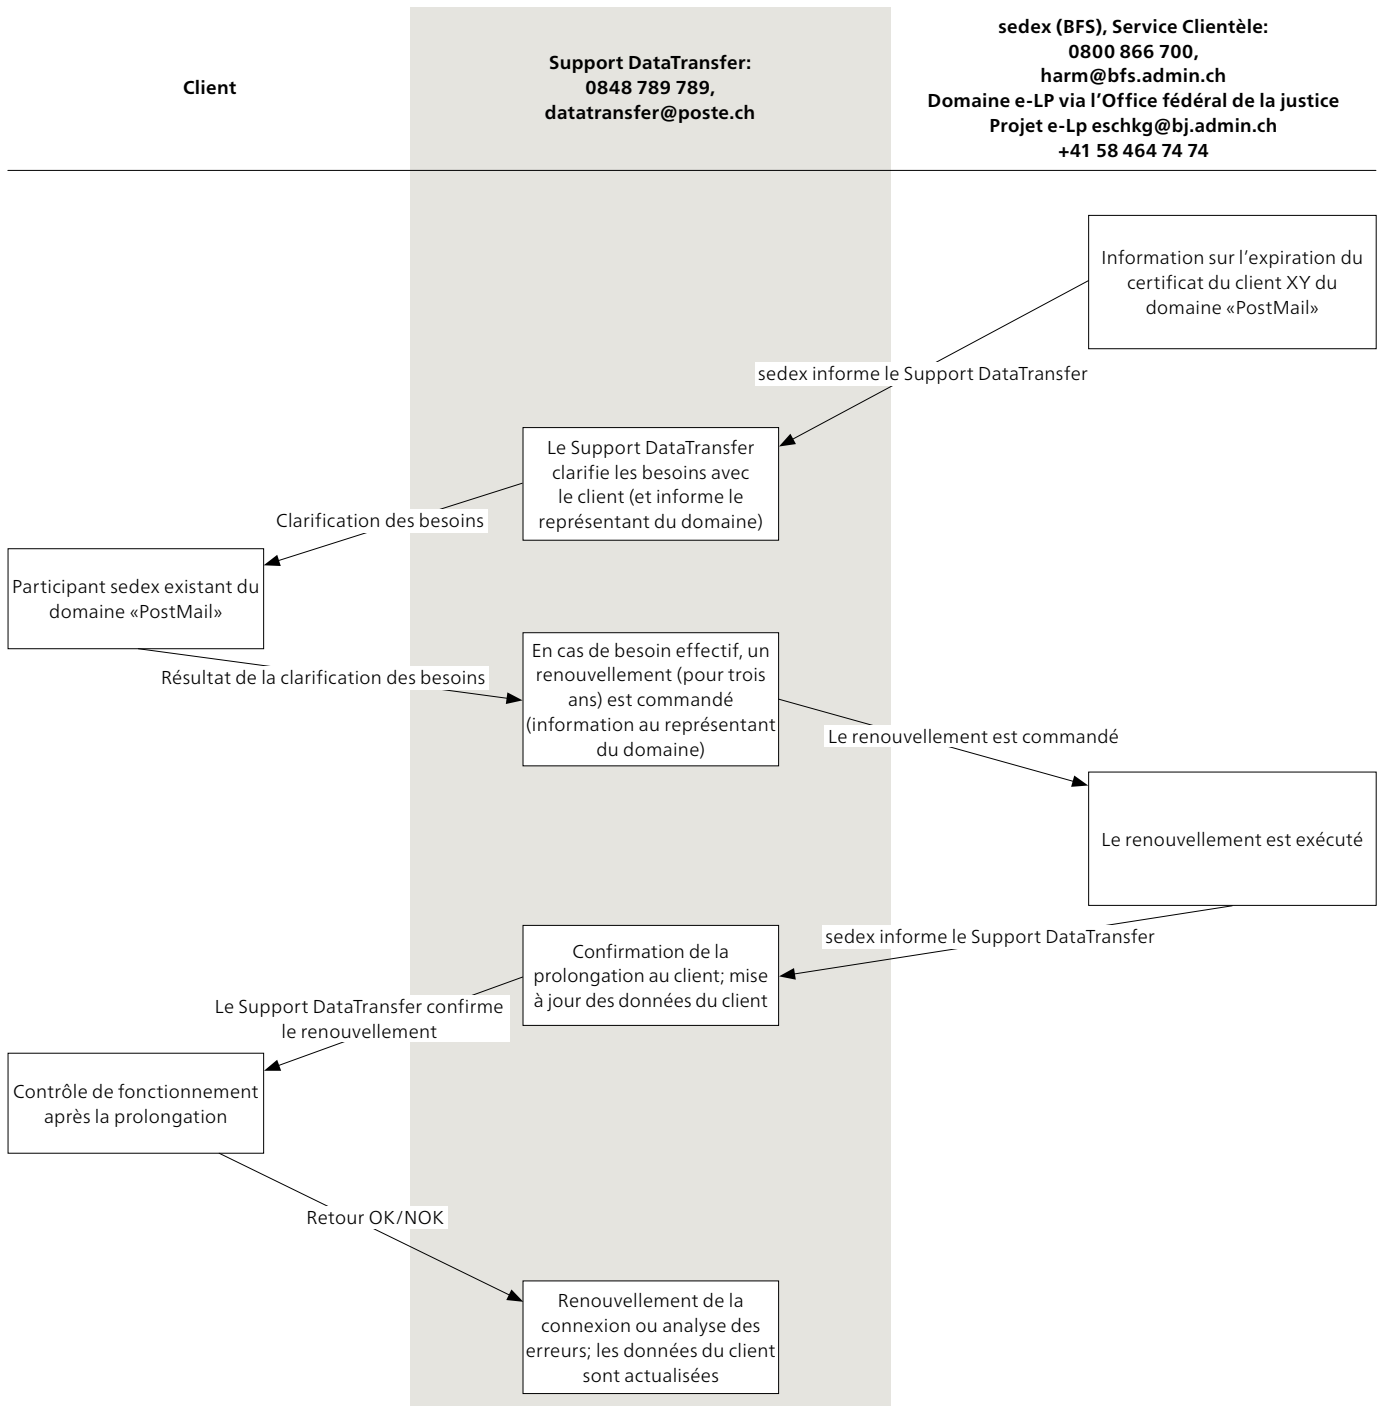 Client
Support DataTransfer:
0848 789 789,
datatransfer@poste.ch
sedex (BFS), Service Clientèle:
0800 866 700,
harm@bfs.admin.ch
Domaine e-LP via l’Office fédéral de la justice
Projet e-Lp eschkg@bj.admin.ch
+41 58 464 74 74
Information sur l’expiration du
certificat du client XY du
domaine «PostMail»
sedex informe le Support DataTransfer
Le Support DataTransfer
clarifie les besoins avec
le client (et informe le
représentant du domaine)
Clarification des besoins
Participant sedex existant du
domaine «PostMail»
Résultat de la clarification des besoins
En cas de besoin effectif, un
renouvellement (pour trois
ans) est commandé
(information au représentant
du domaine)
Le renouvellement est commandé
Le renouvellement est exécuté
sedex informe le Support DataTransfer
Confirmation de la
prolongation au client; mise
à jour des données du client
Le Support DataTransfer confirme
le renouvellement
Contrôle de fonctionnement
après la prolongation
Retour OK/NOK
Renouvellement de la
connexion ou analyse des
erreurs; les données du client
sont actualisées